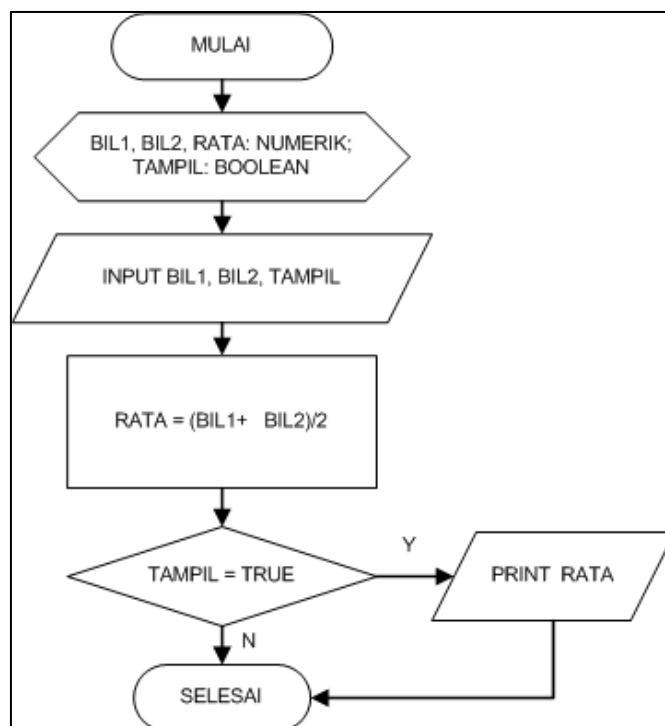 MULAI
BIL1, BIL2, RATA: NUMERIK;
TAMPIL: BOOLEAN
INPUT BIL1, BIL2, TAMPIL
RATA = (BIL1+ BIL2)/2
TAMPIL = TRUE
Y
PRINT RATA
N
SELESAI